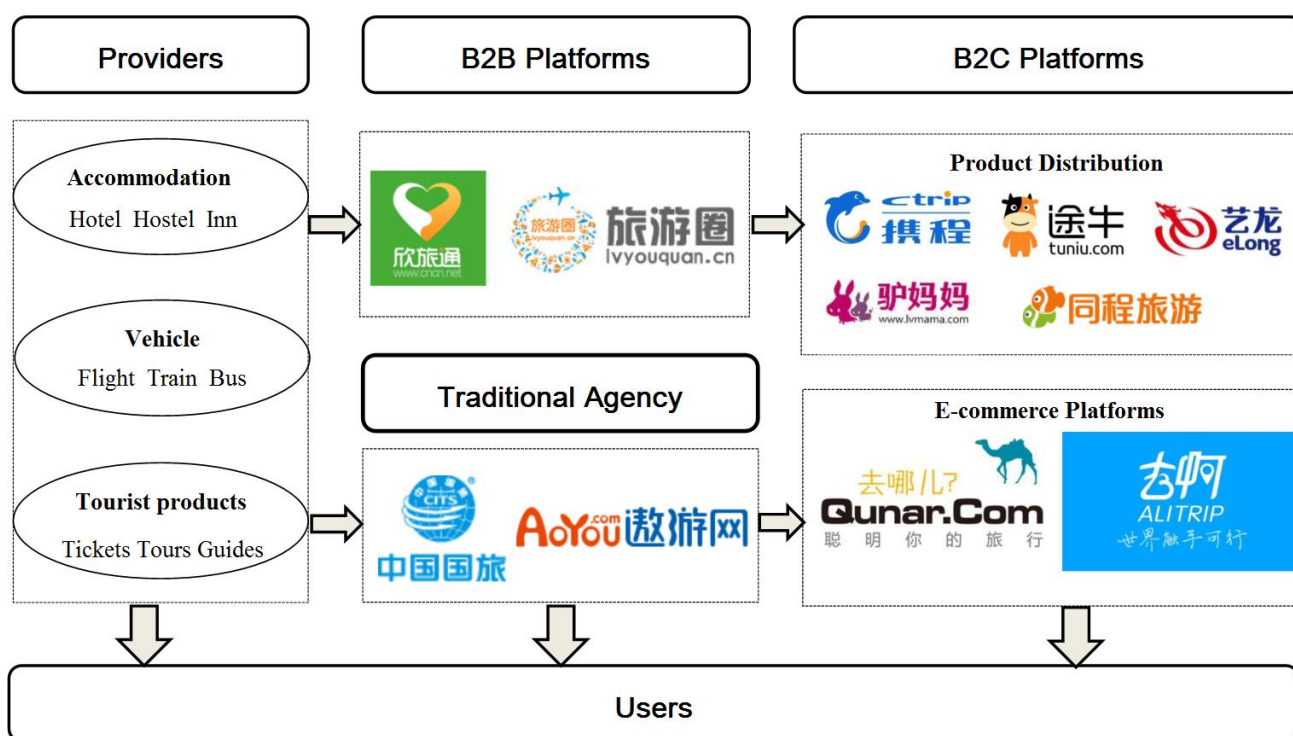 Providers
B2B Platforms
B2C Platforms
Accommodation
Hotel Hostel Inn
Vehicle
Flight Train Bus
Tourist products
Tickets Tours Guides
欣旅通
www.cncn.net
旅游圈
lvyouquan.cn
旅游圈
lvyouquan.cn
Product Distribution
ctrip
携程
途牛
tuniu.com
艺龙
eLong
驴妈妈
www.lvmama.com
同程旅游
Traditional Agency
CITS
中国国旅
AoYou.com 遨游网
E-commerce Platforms
去哪儿?
Qunar.Com
聪明你的旅行
去啊
ALITRIP
世界触手可行
Users